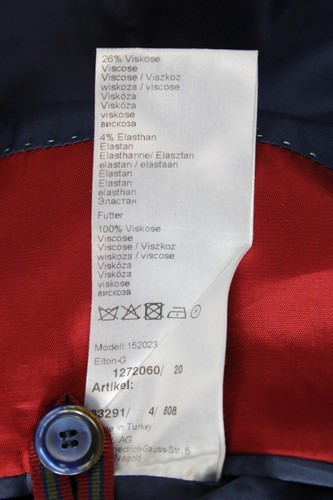 26% Viskose
Viscose
Viscose / Viszkoz
wiskoza / viscose
Viskóza
Viskóza
viskose
вискоза
4% Elasthan
Elastan
Elasthanne/ Elasztan
elastan / elastaan
Elastan
Elastan
elasthan
Эластан
Futter
100% Viskose
Viscose
Viscose / Viszkoz
wiskoza / viscose
Viskóza
Viskóza
viskose
вискоза
Modell: 152023
Elton-G
1272060/ 20
Artikel:
3291/ 4/ 808
in Turkey
AG
Friedrich-Gauss-Str. 5
Nagold